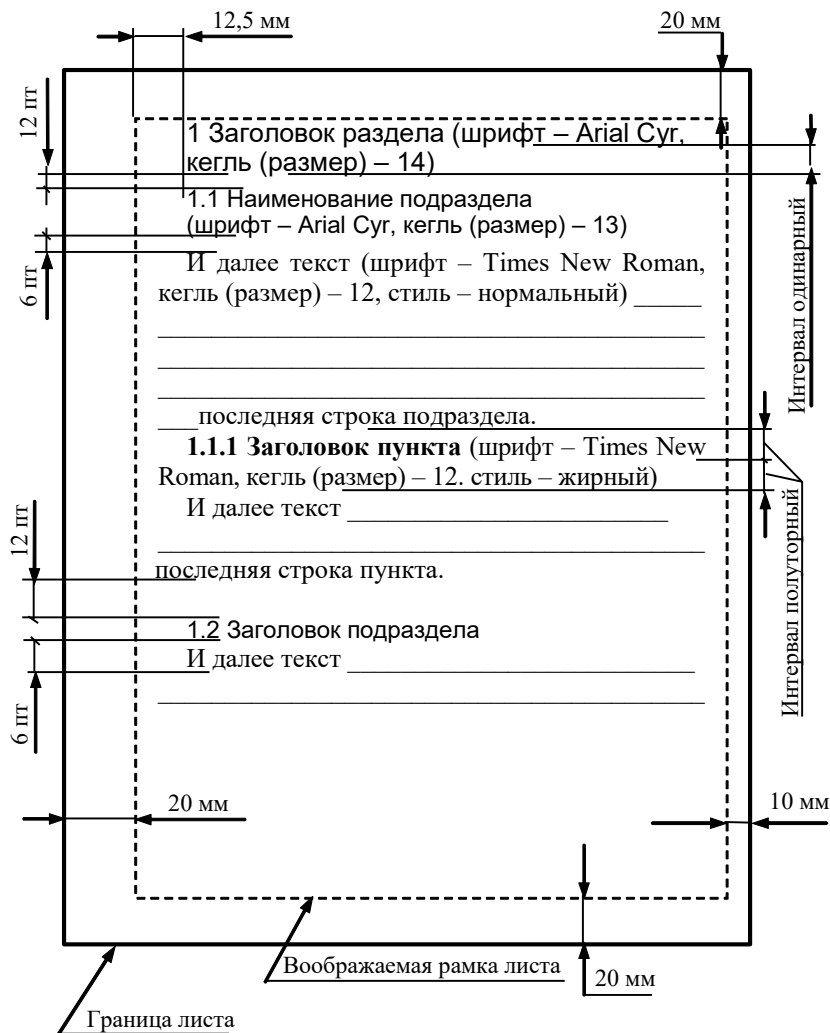 12,5 мм
20 мм
12 пт
1 Заголовок раздела (шрифт – Arial Cyr,
кегль (размер) – 14)
1.1 Наименование подраздела
(шрифт – Arial Cyr, кегль (размер) – 13)
6 пт
И далее текст (шрифт – Times New Roman,
кегль (размер) – 12, стиль – нормальный) _____
Интервал одинарный
___последняя строка подраздела.
1.1.1 Заголовок пункта (шрифт – Times New
Roman, кегль (размер) – 12. стиль – жирный)
И далее текст ________________________
Интервал полуторный
12 пт
последняя строка пункта.
1.2 Заголовок подраздела
И далее текст __________________________
6 пт
20 мм
10 мм
Воображаемая рамка листа
20 мм
Граница листа